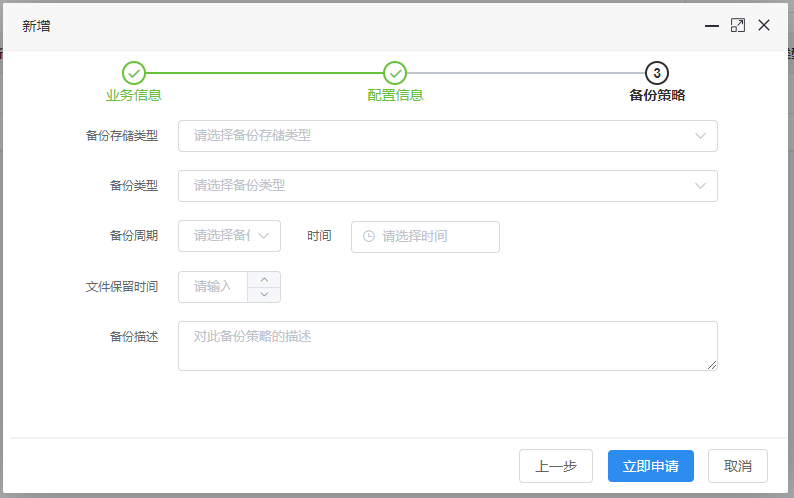 新增
3
业务信息 配置信息 备份策略
备份存储类型 请选择备份存储类型
备份类型 请选择备份类型
备份周期 请选择备份 时间 请选择时间
文件保留时间 请输入
备份描述 对此备份策略的描述
上一步 立即申请 取消